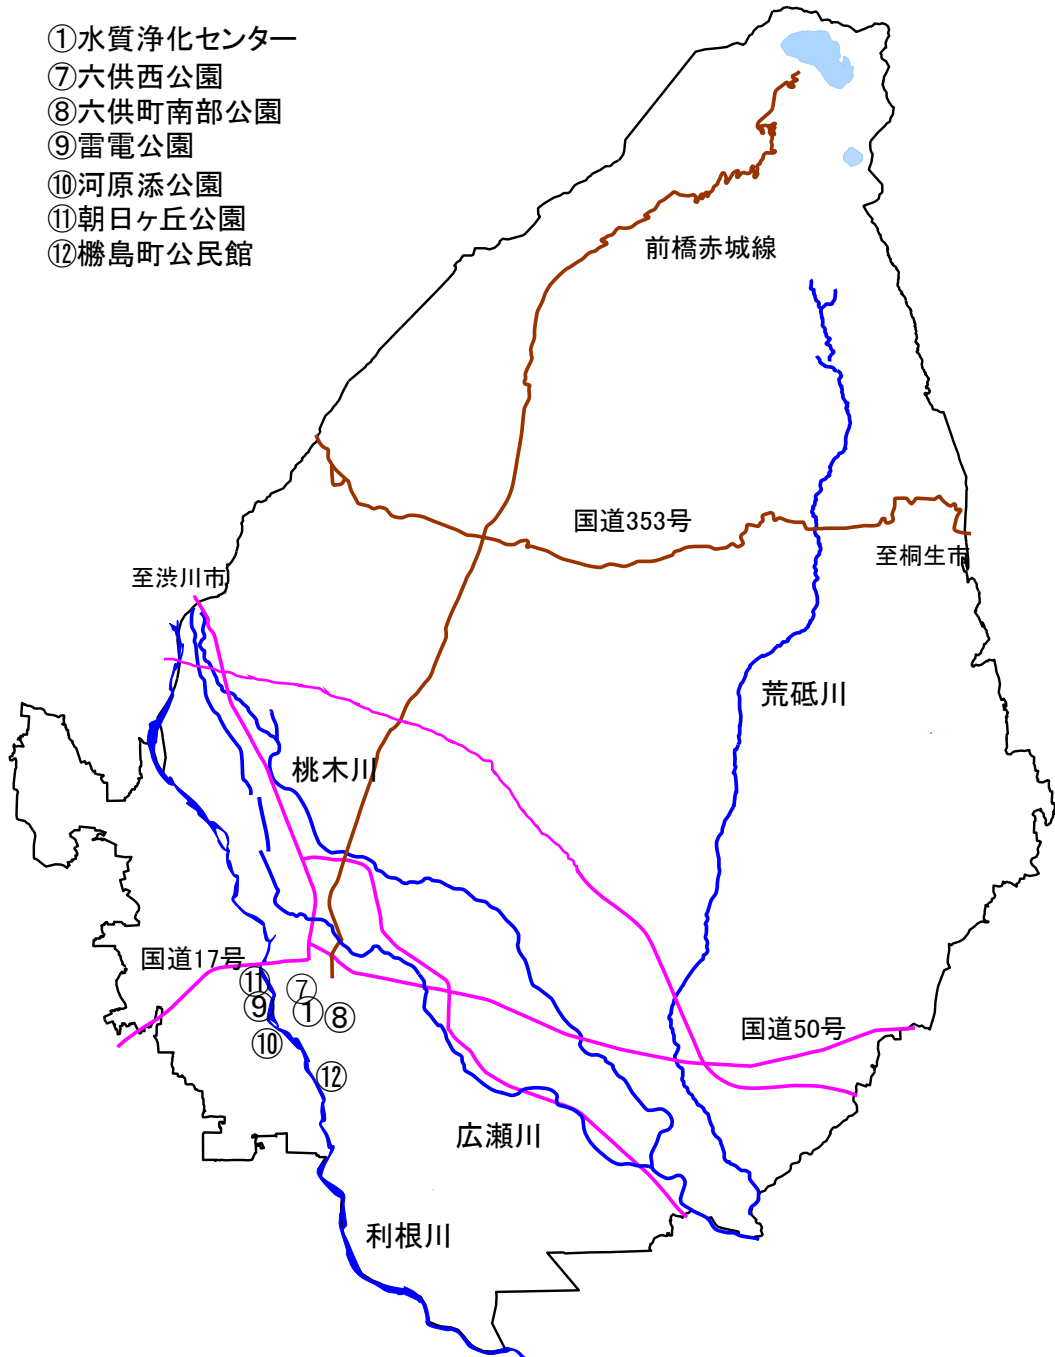 ①水質浄化センター
⑦六供西公園
⑧六供町南部公園
⑨雷電公園
⑩河原添公園
⑪朝日ヶ丘公園
⑫橳島町公民館
前橋赤城線
国道353号
至桐生市
至渋川市
荒砥川
桃木川
国道17号
⑪
⑦
⑨
①
⑧
⑩
国道50号
⑫
広瀬川
利根川